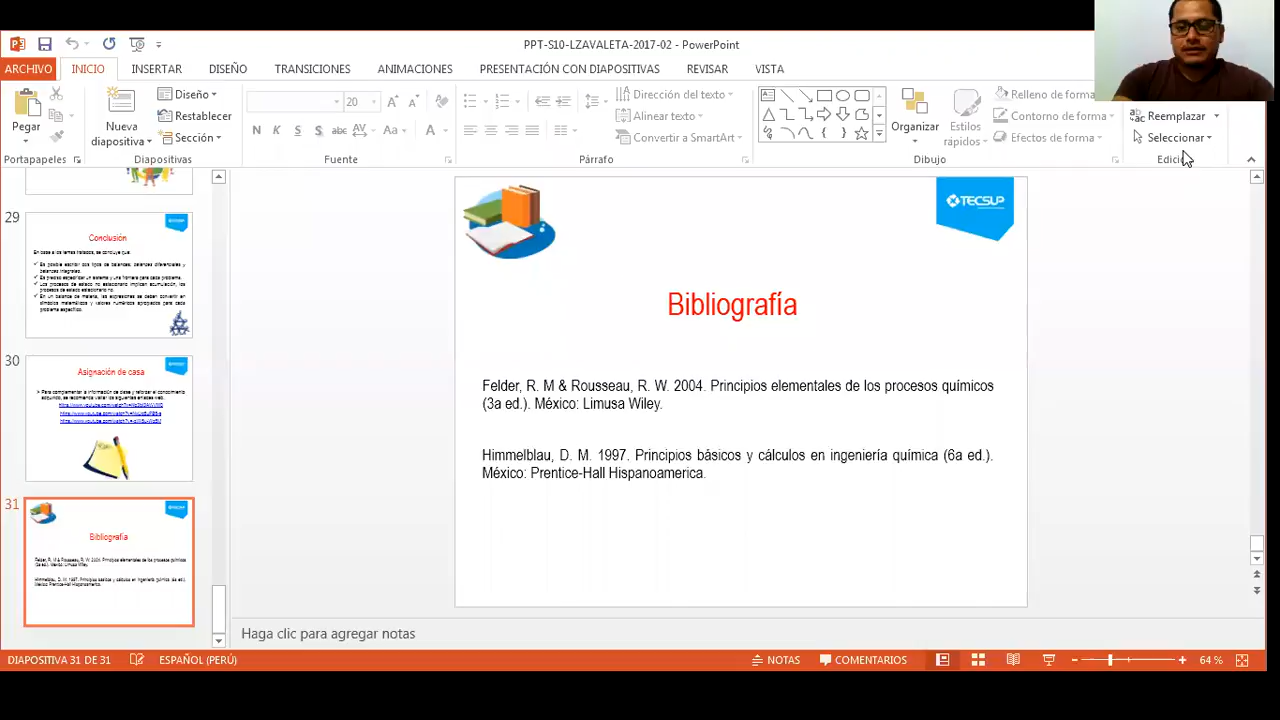 PPT-S10-LZAVALETA-2017-02 - PowerPoint
ARCHIVO INICIO INSERTAR DISEÑO TRANSICIONES ANIMACIONES PRESENTACIÓN CON DIAPOSITIVAS REVISAR VISTA
Pegar
Nueva
diapositiva
Diseño
Restablecer
Sección
20
N K S abc AV Aa A
Dirección del texto
Alinear texto
Convertir a SmartArt
Organizar
Estilos
rápidos
Relleno de forma
Contorno de forma
Efectos de forma
Reemplazar
Seleccionar
Portapapeles Diapositivas Fuente Párrafo Dibujo
29
Conclusión
30
Asignación de casa
31
Bibliografía
TECSUP
Bibliografía
Felder, R. M & Rousseau, R. W. 2004. Principios elementales de los procesos químicos
(3a ed.). México: Limusa Wiley.
Himmelblau, D. M. 1997. Principios básicos y cálculos en ingeniería química (6a ed.).
México: Prentice-Hall Hispanoamerica.
Haga clic para agregar notas
DIAPOSITIVA 31 DE 31 ESPAÑOL (PERÚ) NOTAS COMENTARIOS 64 %